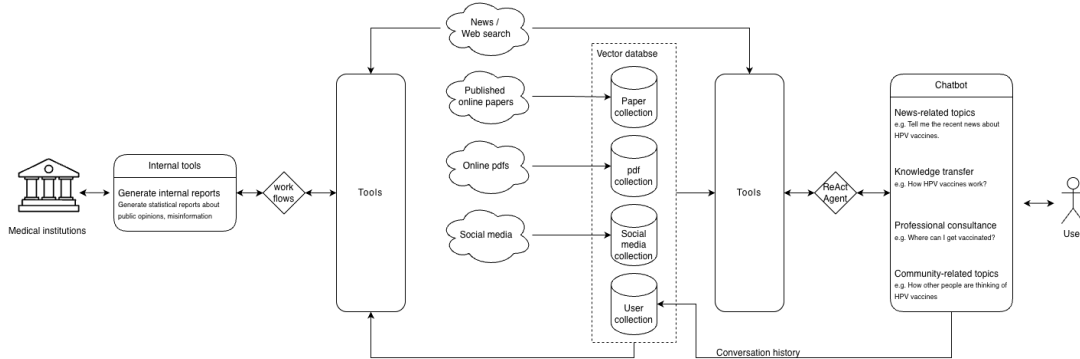 News /
Web search
Vector databse
Published
online papers
Paper
collection
Online pdfs
pdf
collection
Social media
Social
media
collection
User
collection
Medical institutions
Internal tools
Generate internal reports
Generate statistical reports about
public opinions, misinformation
work
flows
Tools
Tools
ReAct
Agent
Chatbot
News-related topics
e.g. Tell me the recent news about
HPV vaccines.
Knowledge transfer
e.g. How HPV vaccines work?
Professional consultance
e.g. Where can I get vaccinated?
Community-related topics
e.g. How other people are thinking of
HPV vaccines
Use
Conversation history